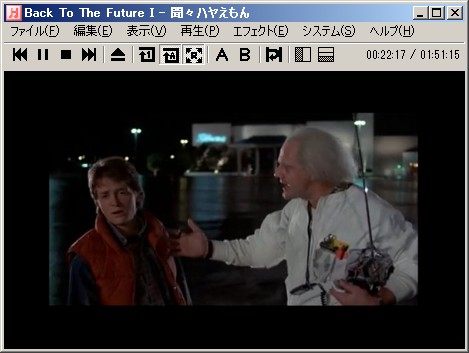 Back To The Future I - 聞々ハヤえもん
ファイル(F) 編集(E) 表示(V) 再生(P) エフェクト(E) システム(S) ヘルプ(H)
A B 00:22:17 / 01:51:15